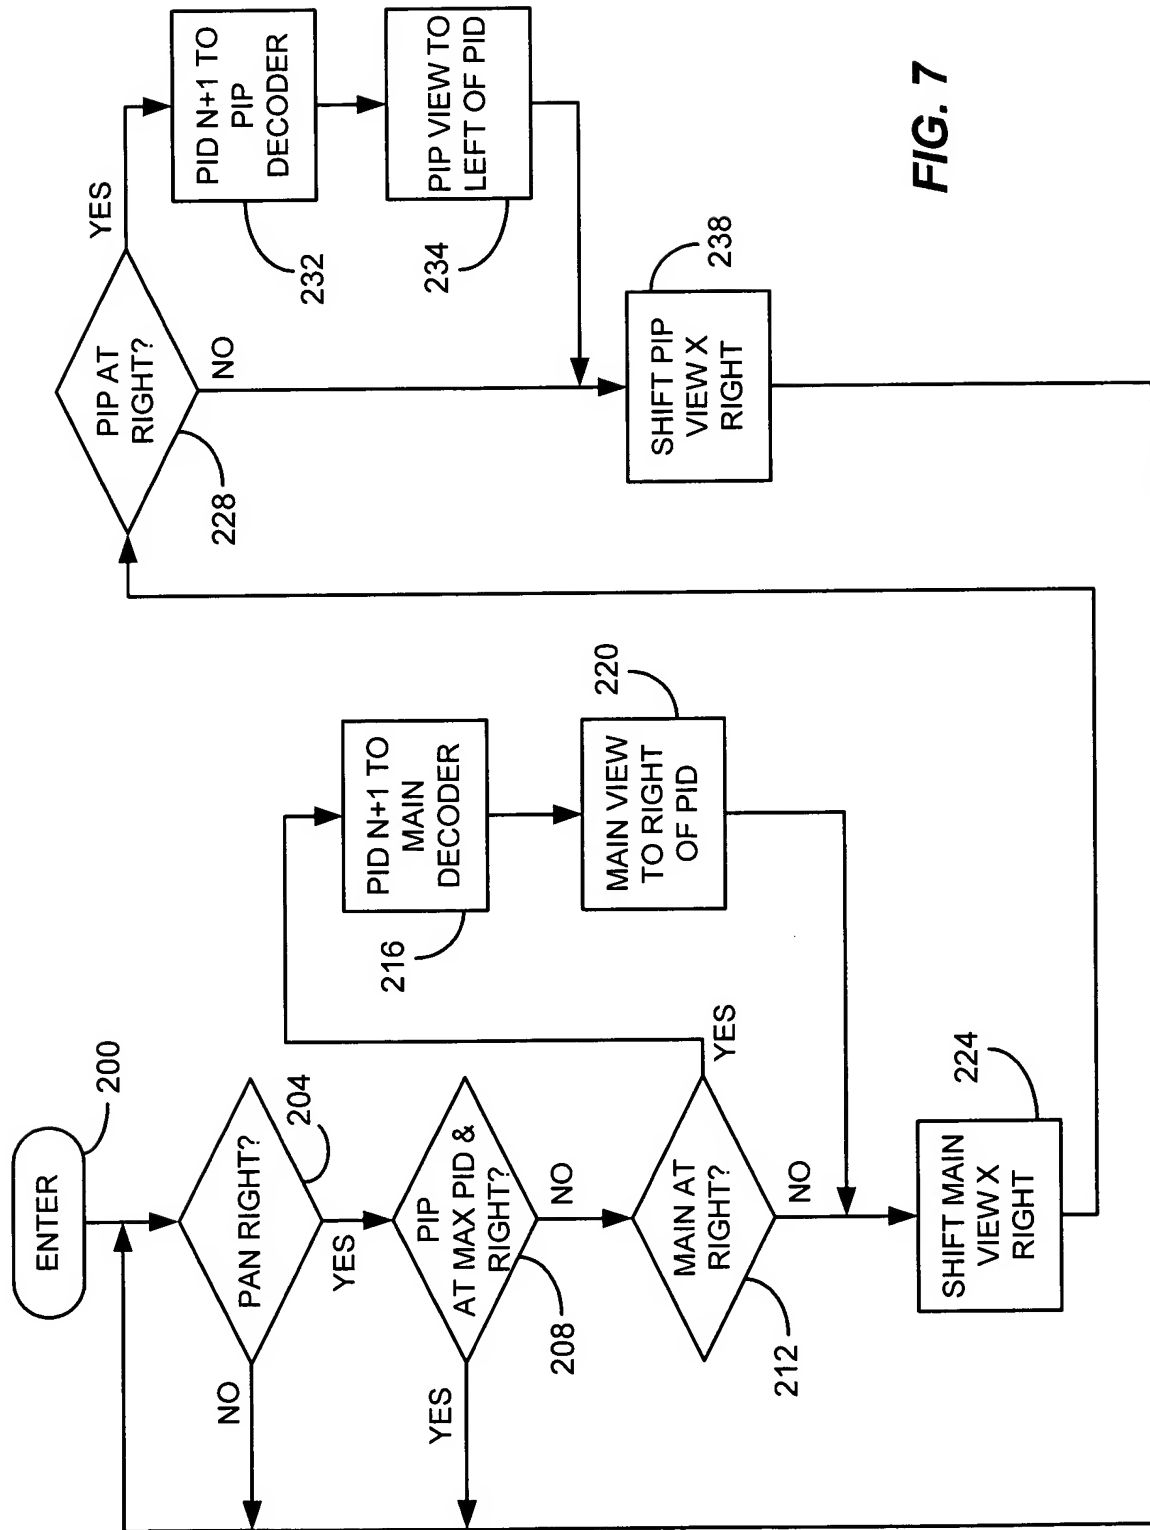 ENTER
200
PAN RIGHT?
204
NO
YES
PIP
AT MAX PID &
RIGHT?
208
YES
NO
MAIN AT
RIGHT?
212
YES
NO
PID N+1 TO
MAIN
DECODER
216
MAIN VIEW
TO RIGHT
OF PID
220
SHIFT MAIN
VIEW X
RIGHT
224
PIP AT
RIGHT?
228
YES
NO
PID N+1 TO
PIP
DECODER
232
PIP VIEW TO
LEFT OF PID
234
SHIFT PIP
VIEW X
RIGHT
238
FIG. 7